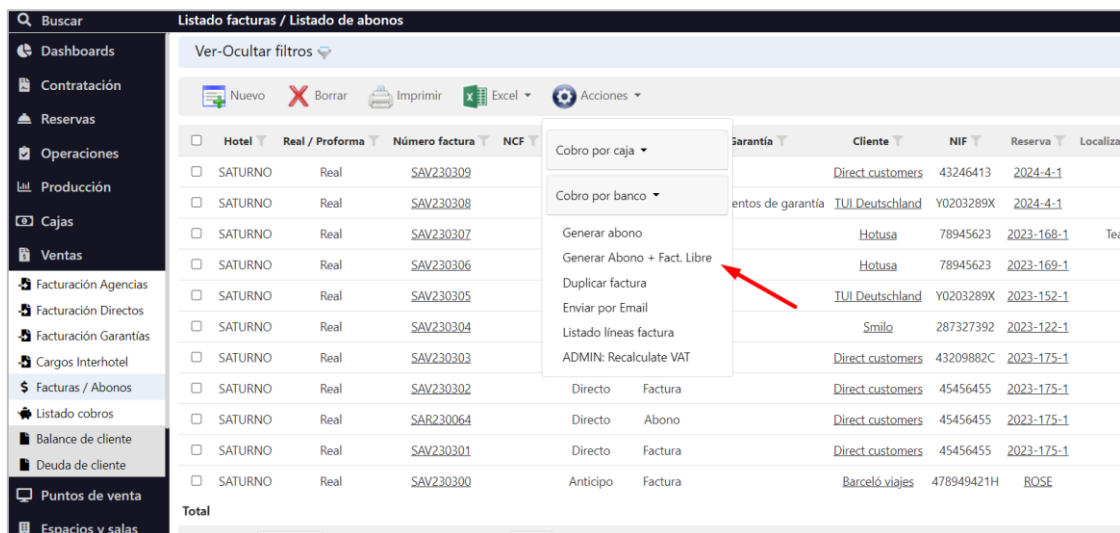 Buscar
Listado facturas / Listado de abonos
Dashboards
Contratación
Reservas
Operaciones
Producción
Cajas
Ventas
Facturación Agencias
Facturación Directos
Facturación Garantías
Cargos Interhotel
$ Facturas / Abonos
Listado cobros
Balance de cliente
Deuda de cliente
Puntos de venta
Espacios y salas
Ver-Ocultar filtros
Nuevo Borrar Imprimir Excel Acciones
Hotel Real / Proforma Número factura NCF Garantía Cliente NIF Reserva Localiza
SATURNO Real SAV230309 Direct customers 43246413 2024-4-1
SATURNO Real SAV230308 entos de garantía TUI Deutschland Y0203289X 2024-4-1
SATURNO Real SAV230307 Hotusa 78945623 2023-168-1 Tea
SATURNO Real SAV230306 Hotusa 78945623 2023-169-1
SATURNO Real SAV230305 TUI Deutschland Y0203289X 2023-152-1
SATURNO Real SAV230304 Smilo 287327392 2023-122-1
SATURNO Real SAV230303 Direct customers 43209882C 2023-175-1
SATURNO Real SAV230302 Directo Factura Direct customers 45456455 2023-175-1
SATURNO Real SAR230064 Directo Abono Direct customers 45456455 2023-175-1
SATURNO Real SAV230301 Directo Factura Direct customers 45456455 2023-175-1
SATURNO Real SAV230300 Anticipo Factura Barceló viajes 478949421H ROSE
Total
Cobro por caja
Cobro por banco
Generar abono
Generar Abono + Fact. Libre
Duplicar factura
Enviar por Email
Listado líneas factura
ADMIN: Recalculate VAT